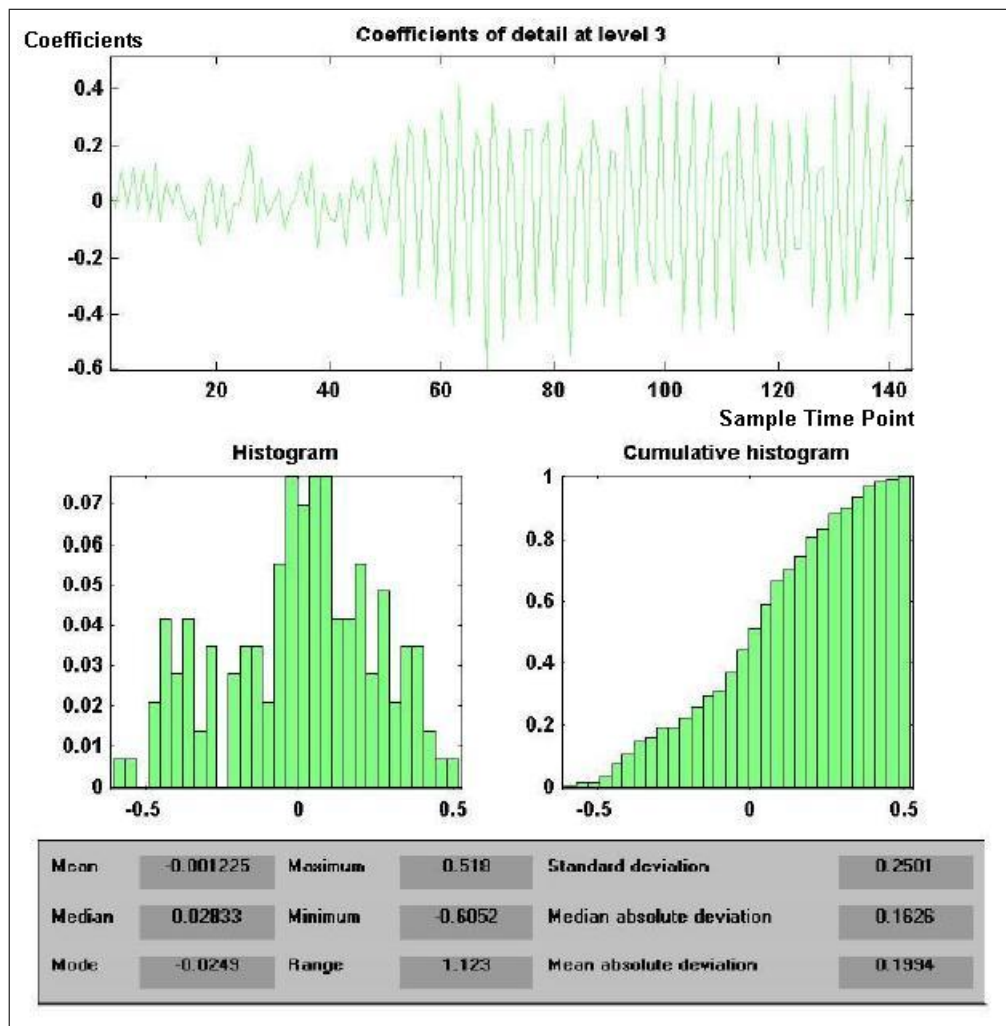 Coefficients
Coefficients of detail at level 3
0.4
0.2
0
-0.2
-0.4
-0.6
20 40 60 80 100 120 140
Sample Time Point
Histogram
0.07
0.06
0.05
0.04
0.03
0.02
0.01
0
-0.5 0 0.5
Cumulative histogram
1
0.8
0.6
0.4
0.2
0
-0.5 0 0.5
Mean -0.001225 Maximum 0.518 Standard deviation 0.2501
Median 0.02833 Minimum -0.6052 Median absolute deviation 0.1626
Mode -0.0249 Range 1.123 Mean absolute deviation 0.1994